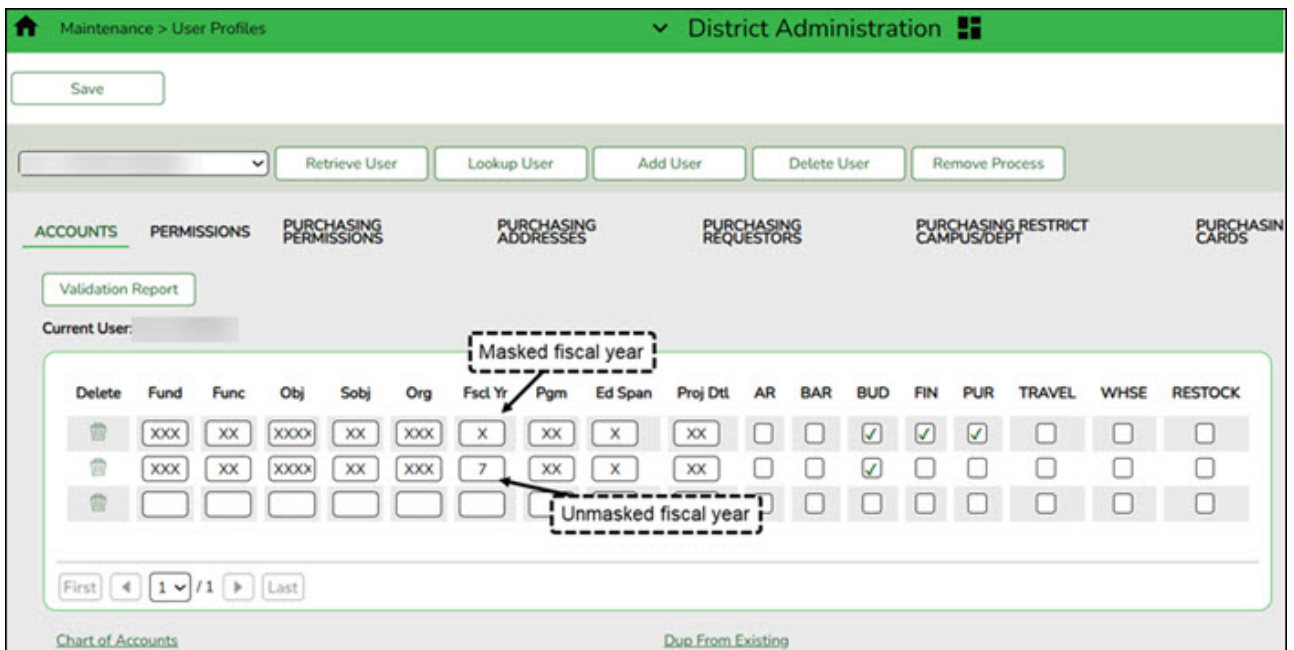 Maintenance > User Profiles
District Administration
Save
Retrieve User Lookup User Add User Delete User Remove Process
ACCOUNTS PERMISSIONS PURCHASING PERMISSIONS PURCHASING ADDRESSES PURCHASING REQUESTORS PURCHASING RESTRICT CAMPUS/DEPT PURCHASIN CARDS
Validation Report
Current User:
Masked fiscal year
Delete Fund Func Obj Sobj Org Fscl Yr Pgm Ed Span Proj Dtl AR BAR BUD FIN PUR TRAVEL WHSE RESTOCK
XXX XX XXXX XX XXX X XX X XX
XXX XX XXXX XX XXX 7 XX X XX
Unmasked fiscal year
First 1 / 1 Last
Chart of Accounts Dup From Existing